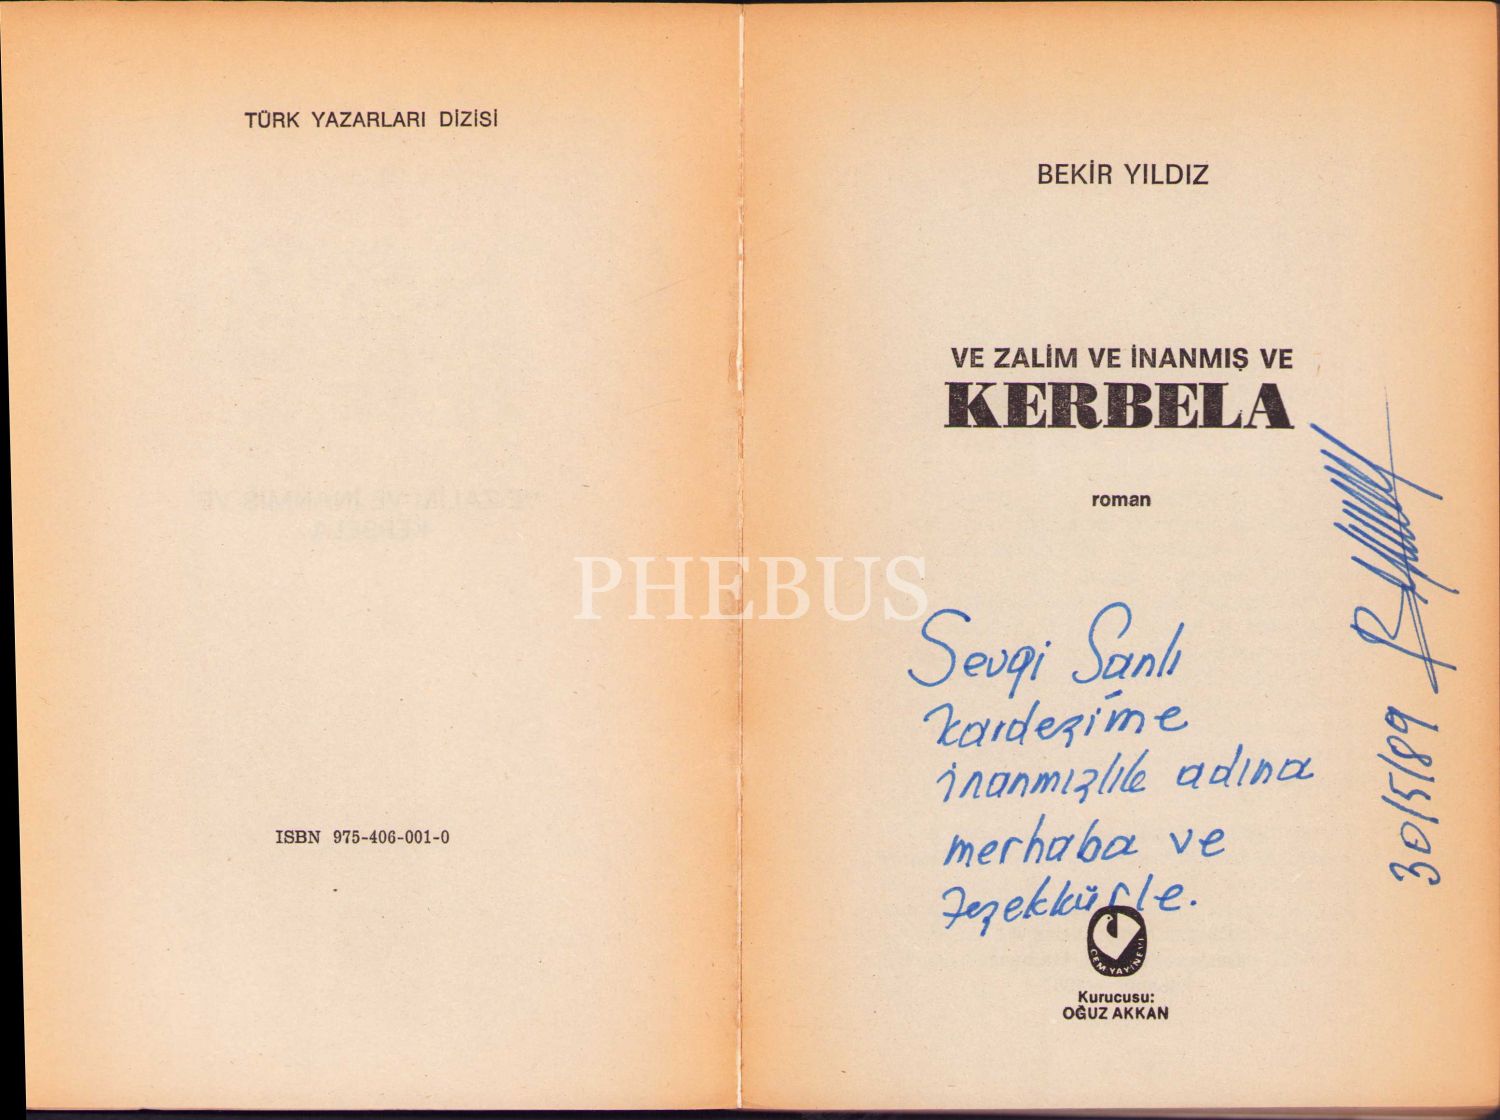 TÜRK YAZARLARI DİZİSİ
ISBN 975-406-001-0
BEKİR YILDIZ
VE ZALİM VE İNANMIŞ VE
KERBELA
roman
PHEBUS
Sevgi Sanlı
kardeşime
inanmışlık adına
merhaba ve
teşekkürle.
30/5/89
CEM YAYINEVİ
Kurucusu:
OĞUZ AKKAN